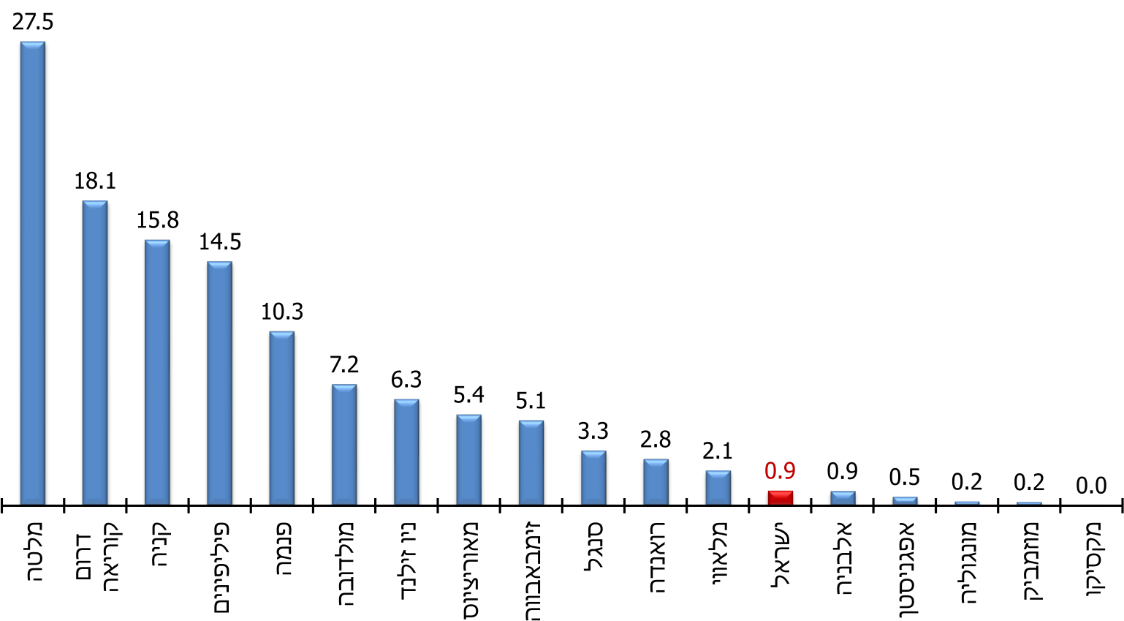 27.5
18.1
15.8
14.5
10.3
7.2
6.3
5.4
5.1
3.3
2.8
2.1
0.9
0.9
0.5
0.2
0.2
0.0
מלטה
דרום
קוריאה
קניה
פיליפינים
פנמה
מולדובה
ניו זילנד
מאוריציוס
זימבאבווה
סנגל
רואנדה
מלאווי
ישראל
אלבניה
אפגניסטן
מונגוליה
מוזמביק
מקסיקו